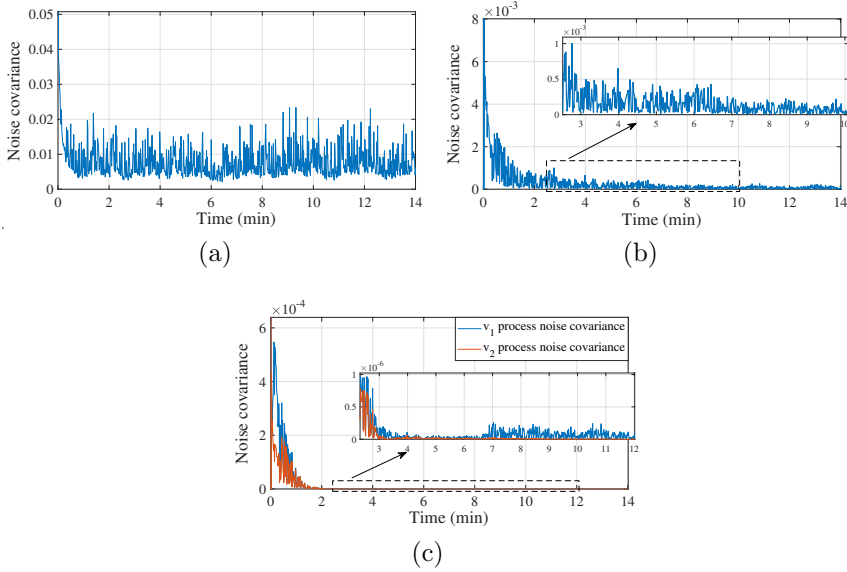 0.05
0.04
0.03
0.02
0.01
0
Noise covariance
0 2 4 6 8 10 12 14
Time (min)
(a)
×10⁻³
8
6
4
2
0
Noise covariance
×10⁻³
1
0.5
0
3 4 5 6 7 8 9 10
0 2 4 6 8 10 12 14
Time (min)
(b)
×10⁻⁴
6
4
2
0
Noise covariance
v₁ process noise covariance
v₂ process noise covariance
×10⁻⁶
1
0.5
0
3 4 5 6 7 8 9 10 11 12
0 2 4 6 8 10 12 14
Time (min)
(c)